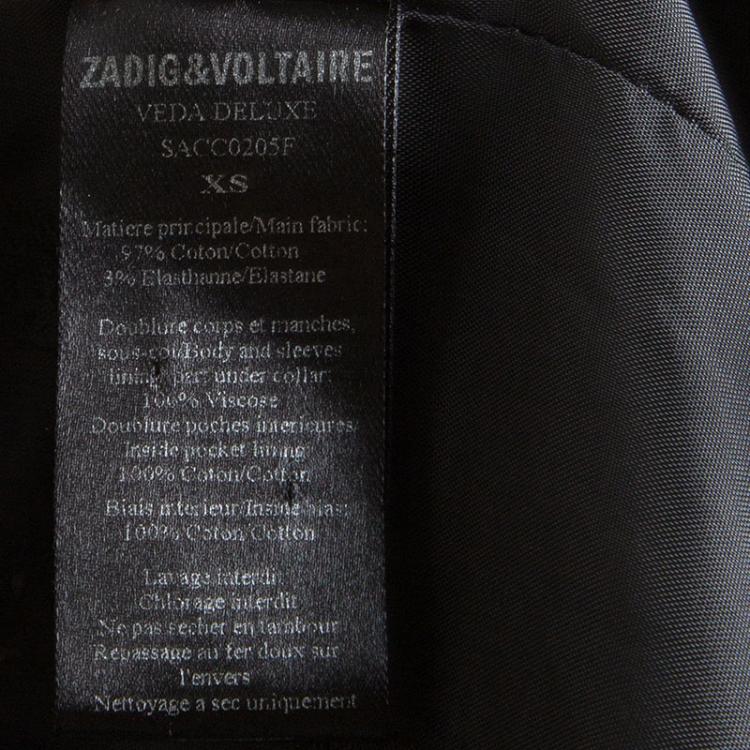 ZADIG&VOLTAIRE
VEDA DELUXE
SACC0205F
XS
Matiere principale/Main fabric:
97% Coton/Cotton
3% Elasthanne/Elastane
Doublure corps et manches,
sous-col/Body and sleeves
lining, part under collar:
100% Viscose
Doublure poches interieures/
Inside pocket lining
100% Coton/Cotton
Biais interieur/Inside bias:
100% Coton/Cotton
Lavage interdit
Chlorage interdit
Ne pas secher en tambour
Repassage au fer doux sur
l'envers
Nettoyage a sec uniquement